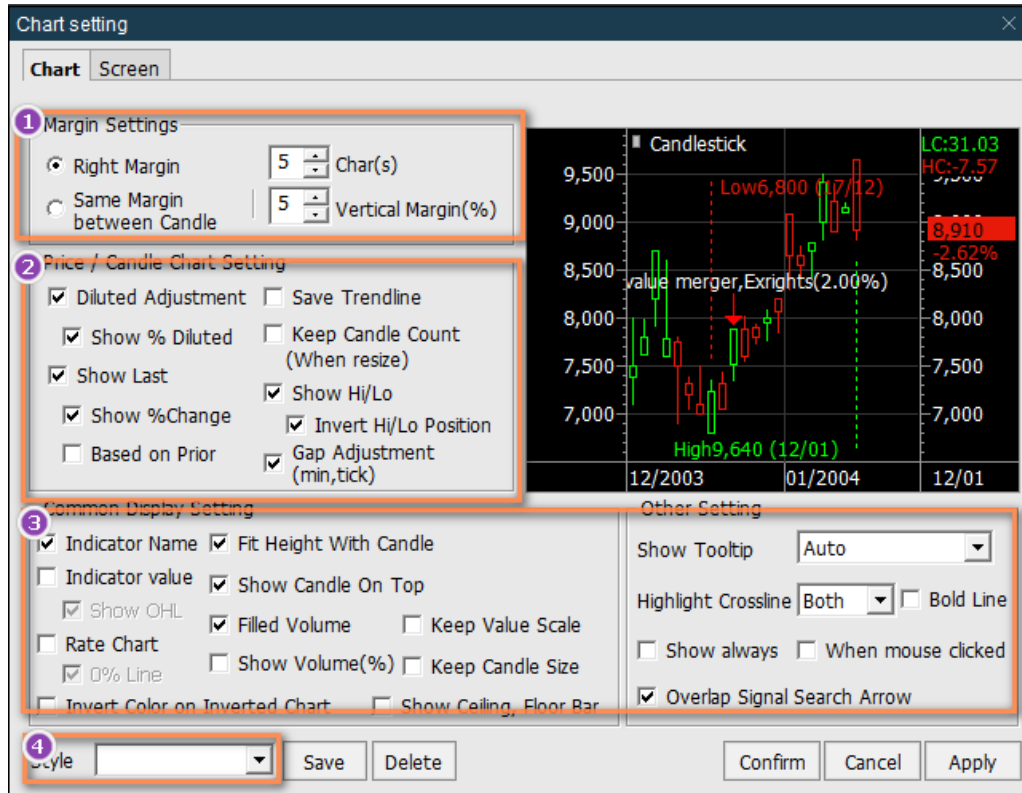 Chart setting
Chart Screen
1
Margin Settings
Right Margin 5 Char(s)
Same Margin
between Candle 5 Vertical Margin(%)
2
Price / Candle Chart Setting
Diluted Adjustment Save Trendline
Show % Diluted Keep Candle Count
(When resize)
Show Last
Show Hi/Lo
Show %Change
Invert Hi/Lo Position
Based on Prior Gap Adjustment
(min,tick)
Candlestick LC:31.03
HC:-7.57
9,500 9,500
Low6,800 (17/12)
9,000
8,910
-2.62%
8,500 8,500
value merger,Exrights(2.00%)
8,000 8,000
7,500 7,500
7,000 7,000
High9,640 (12/01)
12/2003 01/2004 12/01
3
Common Display Setting
Indicator Name Fit Height With Candle
Indicator value Show Candle On Top
Show OHL
Filled Volume Keep Value Scale
Rate Chart
Show Volume(%) Keep Candle Size
0% Line
Invert Color on Inverted Chart Show Ceiling, Floor Bar
Other Setting
Show Tooltip Auto
Highlight Crossline Both Bold Line
Show always When mouse clicked
Overlap Signal Search Arrow
4
Style Save Delete Confirm Cancel Apply